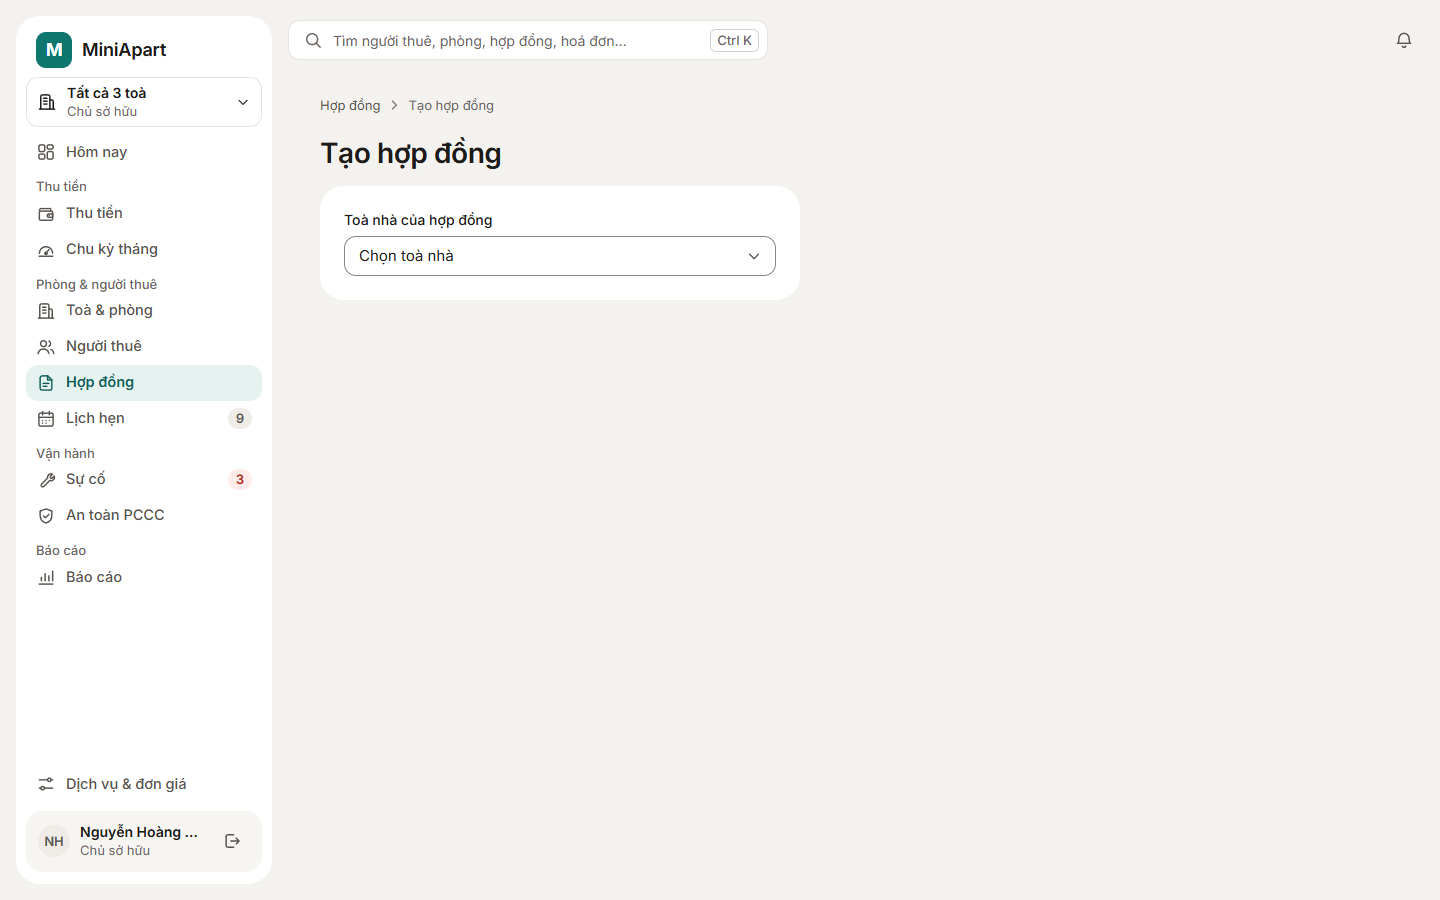 M MiniApart
Tất cả 3 toà
Chủ sở hữu
Hôm nay
Thu tiền
Thu tiền
Chu kỳ tháng
Phòng & người thuê
Toà & phòng
Người thuê
Hợp đồng
Lịch hẹn 9
Vận hành
Sự cố 3
An toàn PCCC
Báo cáo
Báo cáo
Dịch vụ & đơn giá
NH Nguyễn Hoàng ...
Chủ sở hữu
Tìm người thuê, phòng, hợp đồng, hoá đơn... Ctrl K
Hợp đồng > Tạo hợp đồng
Tạo hợp đồng
Toà nhà của hợp đồng
Chọn toà nhà